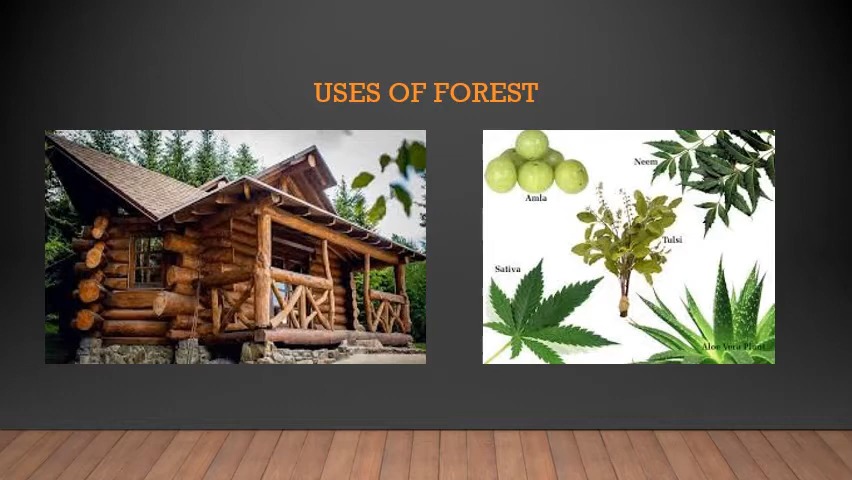 USES OF FOREST
Neem
Amla
Tulsi
Sativa
Aloe Vera Plant